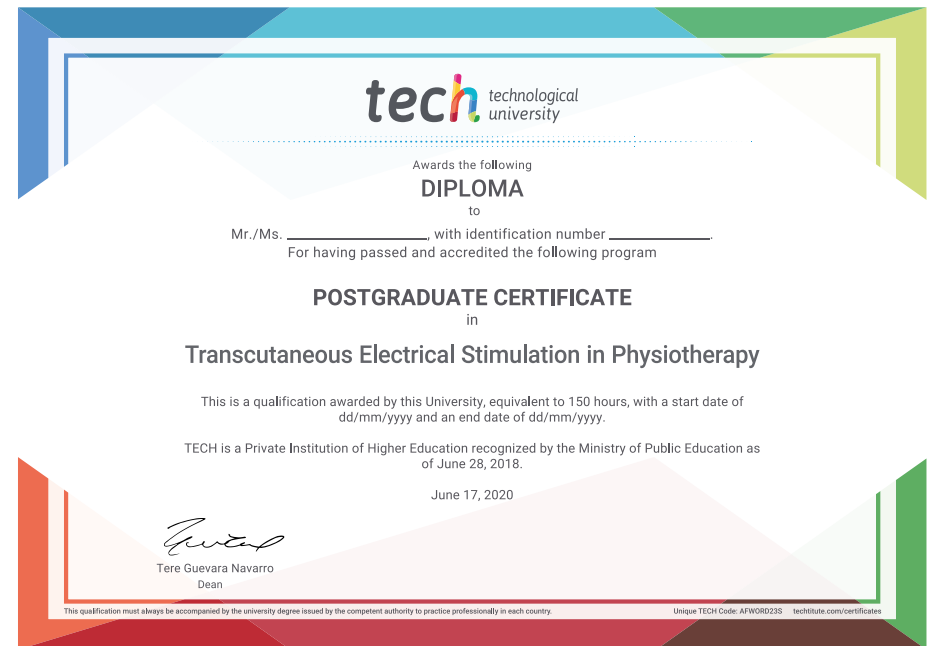 tech technological
university
Awards the following
DIPLOMA
to
Mr./Ms. ____________________, with identification number ______________.
For having passed and accredited the following program
POSTGRADUATE CERTIFICATE
in
Transcutaneous Electrical Stimulation in Physiotherapy
This is a qualification awarded by this University, equivalent to 150 hours, with a start date of
dd/mm/yyyy and an end date of dd/mm/yyyy.
TECH is a Private Institution of Higher Education recognized by the Ministry of Public Education as
of June 28, 2018.
June 17, 2020
Tere Guevara Navarro
Dean
This qualification must always be accompanied by the university degree issued by the competent authority to practice professionally in each country.
Unique TECH Code: AFWORD23S techtitute.com/certificates